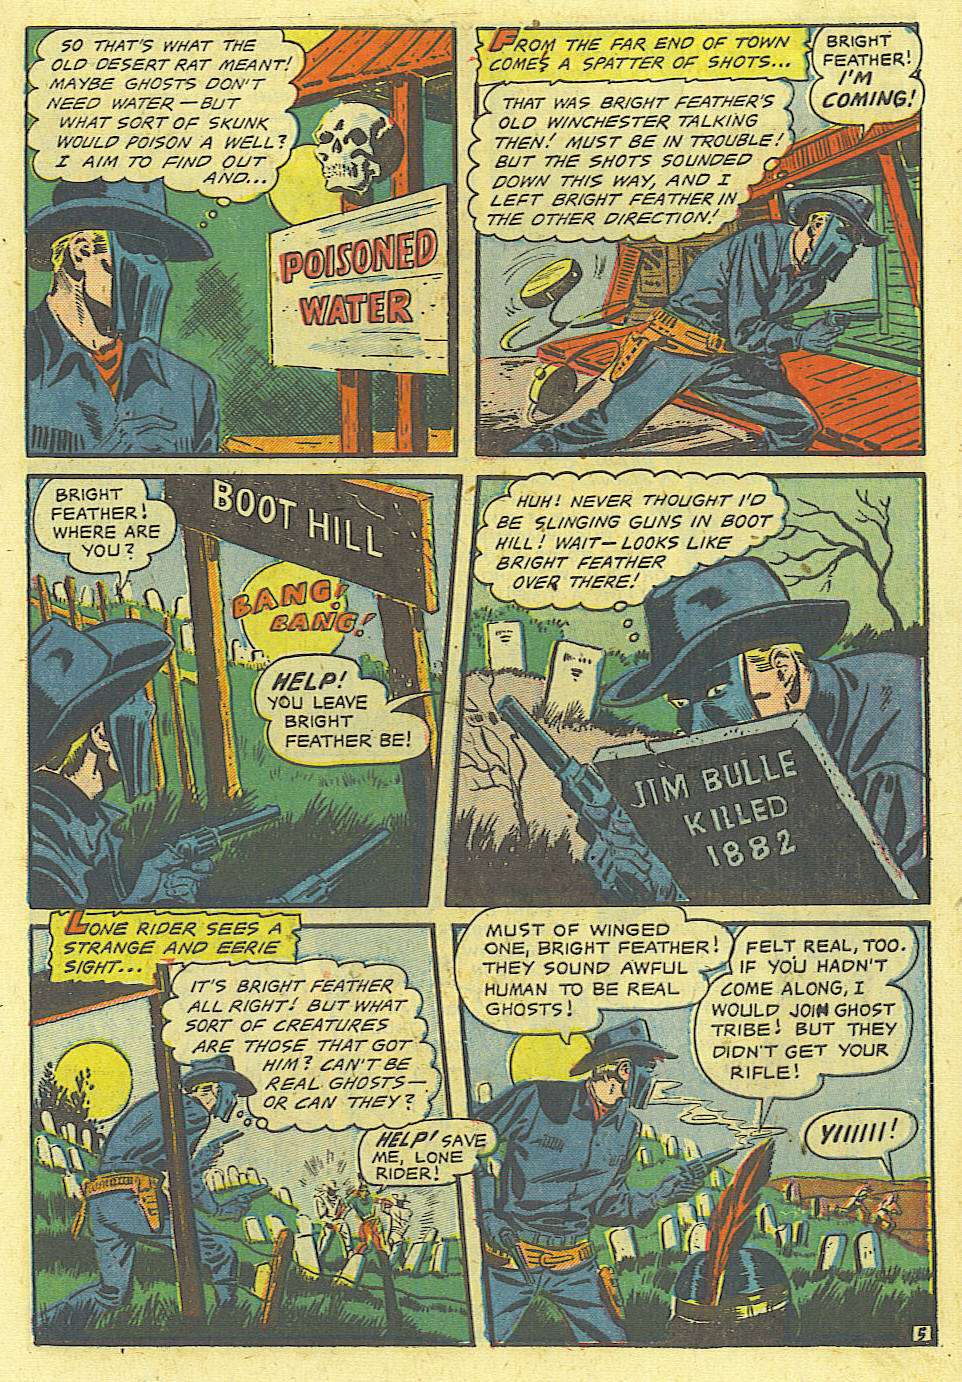 SO THAT'S WHAT THE
OLD DESERT RAT MEANT!
MAYBE GHOSTS DON'T
NEED WATER—BUT
WHAT SORT OF SKUNK
WOULD POISON A WELL?
I AIM TO FIND OUT
AND...
POISONED
WATER
FROM THE FAR END OF TOWN
COMES A SPATTER OF SHOTS...
BRIGHT
FEATHER!
I'M
COMING!
THAT WAS BRIGHT FEATHER'S
OLD WINCHESTER TALKING
THEN! MUST BE IN TROUBLE!
BUT THE SHOTS SOUNDED
DOWN THIS WAY, AND I
LEFT BRIGHT FEATHER IN
THE OTHER DIRECTION!
BRIGHT
FEATHER!
WHERE ARE
YOU?
BOOT HILL
BANG!
BANG!
HELP!
YOU LEAVE
BRIGHT
FEATHER BE!
HUH! NEVER THOUGHT I'D
BE SLINGING GUNS IN BOOT
HILL! WAIT—LOOKS LIKE
BRIGHT FEATHER
OVER THERE!
JIM BULLE
KILLED
1882
LONE RIDER SEES A
STRANGE AND EERIE
SIGHT...
IT'S BRIGHT FEATHER
ALL RIGHT! BUT WHAT
SORT OF CREATURES
ARE THOSE THAT GOT
HIM? CAN'T BE
REAL GHOSTS—
OR CAN THEY?
HELP! SAVE
ME, LONE
RIDER!
MUST OF WINGED
ONE, BRIGHT FEATHER!
THEY SOUND AWFUL
HUMAN TO BE REAL
GHOSTS!
FELT REAL, TOO.
IF YOU HADN'T
COME ALONG, I
WOULD JOIN GHOST
TRIBE! BUT THEY
DIDN'T GET YOUR
RIFLE!
YIIIIII!
5